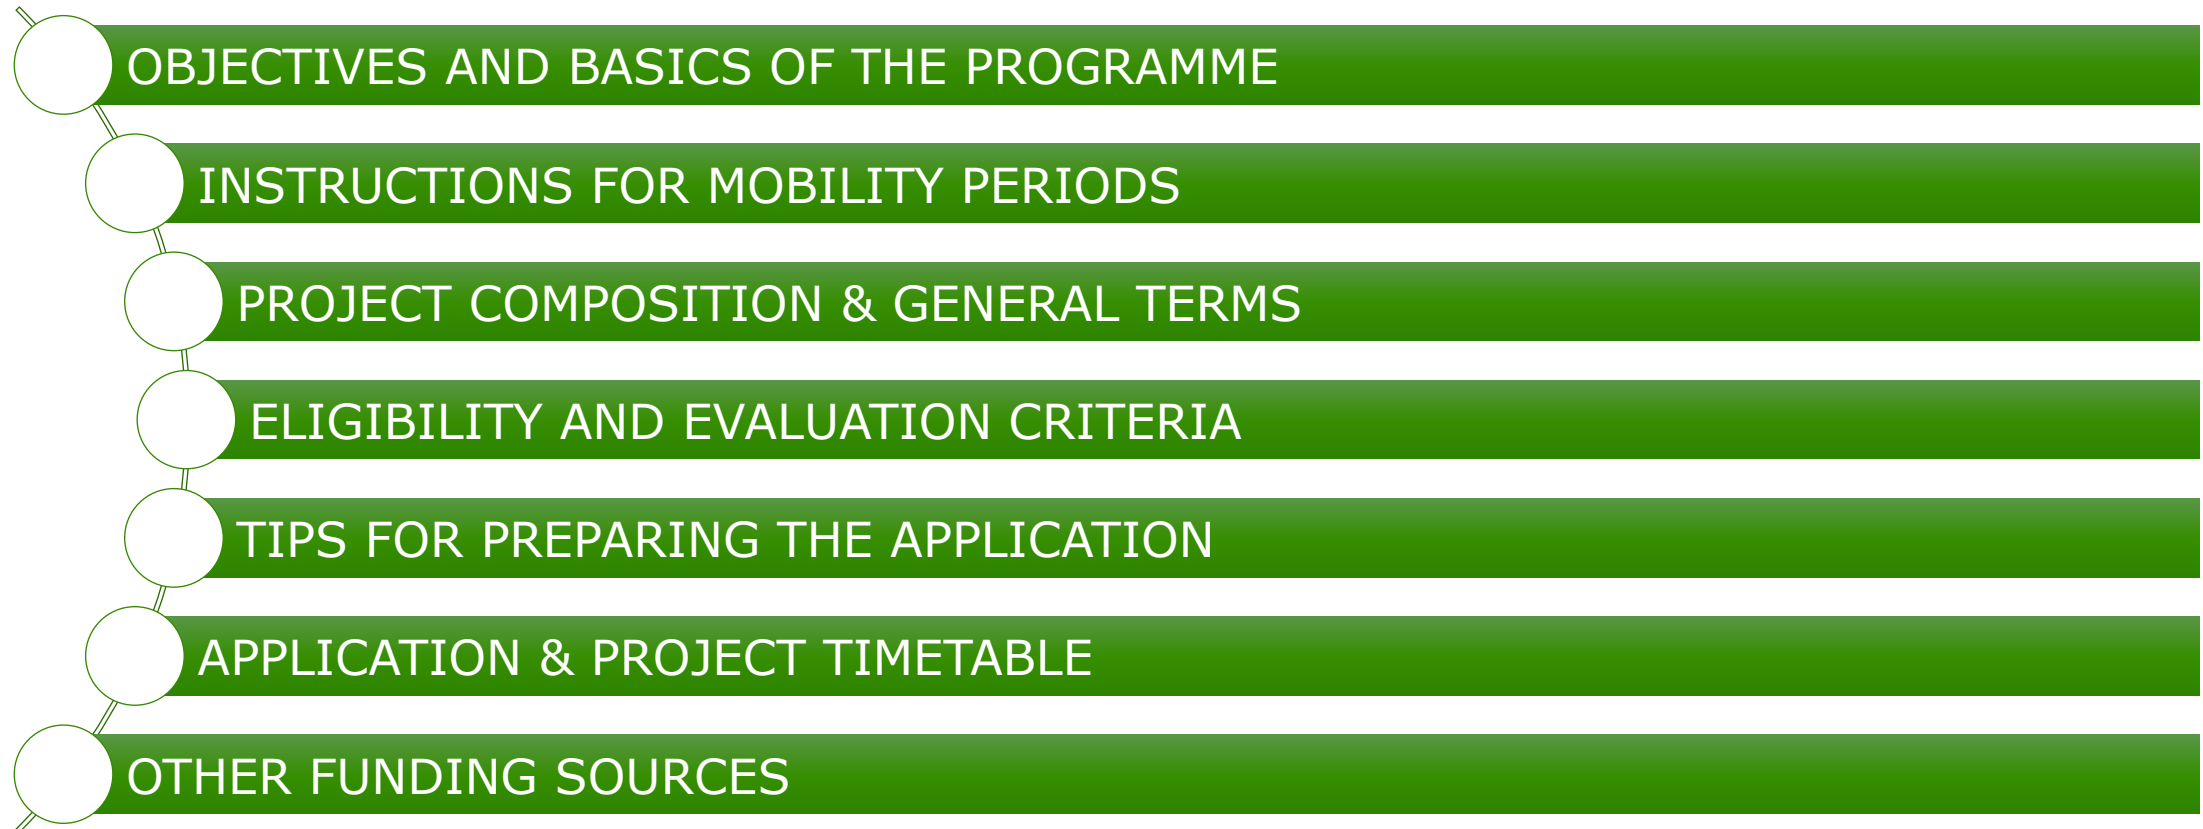 OBJECTIVES AND BASICS OF THE PROGRAMME
INSTRUCTIONS FOR MOBILITY PERIODS
PROJECT COMPOSITION & GENERAL TERMS
ELIGIBILITY AND EVALUATION CRITERIA
TIPS FOR PREPARING THE APPLICATION
APPLICATION & PROJECT TIMETABLE
OTHER FUNDING SOURCES